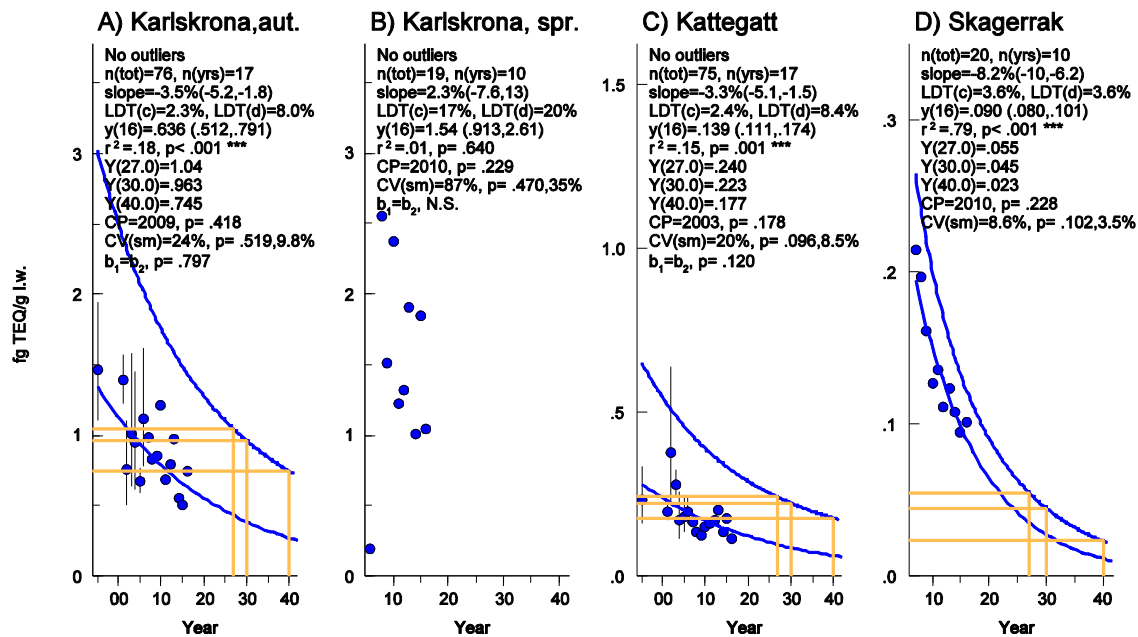 A) Karlskrona,aut.
No outliers
n(tot)=76, n(yrs)=17
slope=-3.5%(-5.2,-1.8)
LDT(c)=2.3%, LDT(d)=8.0%
y(16)=.636 (.512,.791)
r²=.18, p<.001 ***
Y(27.0)=1.04
Y(30.0)=.963
Y(40.0)=.745
CP=2009, p= .418
CV(sm)=24%, p= .519,9.8%
b₁=b₂, p= .797
fg TEQ/g l.w.
3
2
1
0
00 10 20 30 40
Year
B) Karlskrona, spr.
No outliers
n(tot)=19, n(yrs)=10
slope=2.3%(-7.6,13)
LDT(c)=17%, LDT(d)=20%
y(16)=1.54 (.913,2.61)
r²=.01, p= .640
CP=2010, p= .229
CV(sm)=87%, p= .470,35%
b₁=b₂, N.S.
3
2
1
0
10 20 30 40
Year
C) Kattegatt
No outliers
n(tot)=75, n(yrs)=17
slope=-3.3%(-5.1,-1.5)
LDT(c)=2.4%, LDT(d)=8.4%
y(16)=.139 (.111,.174)
r²=.15, p= .001 ***
Y(27.0)=.240
Y(30.0)=.223
Y(40.0)=.177
CP=2003, p= .178
CV(sm)=20%, p= .096,8.5%
b₁=b₂, p= .120
1.5
1.0
.5
.0
00 10 20 30 40
Year
D) Skagerrak
n(tot)=20, n(yrs)=10
slope=-8.2%(-10,-6.2)
LDT(c)=3.6%, LDT(d)=3.6%
y(16)=.090 (.080,.101)
r²=.79, p<.001 ***
Y(27.0)=.055
Y(30.0)=.045
Y(40.0)=.023
CP=2010, p= .228
CV(sm)=8.6%, p= .102,3.5%
.3
.2
.1
.0
10 20 30 40
Year